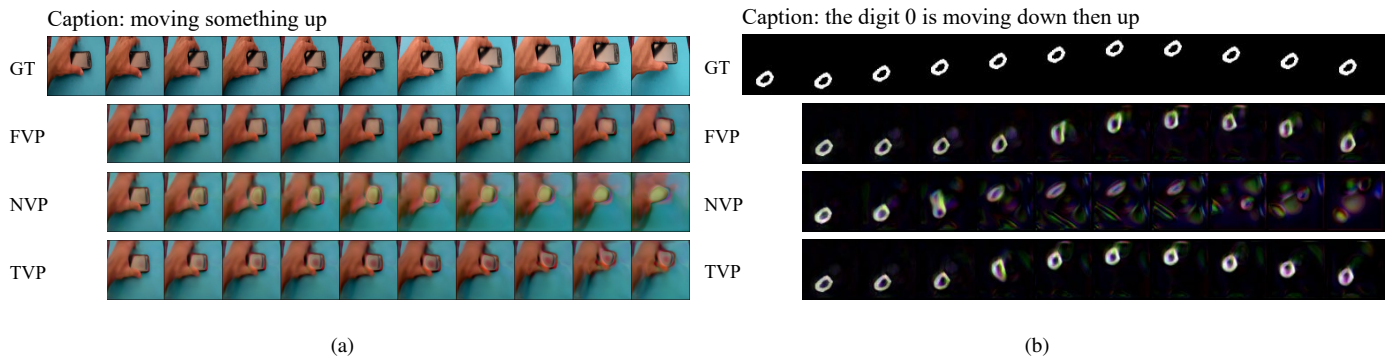 Caption: moving something up
GT
FVP
NVP
TVP
(a)
Caption: the digit 0 is moving down then up
GT
FVP
NVP
TVP
(b)